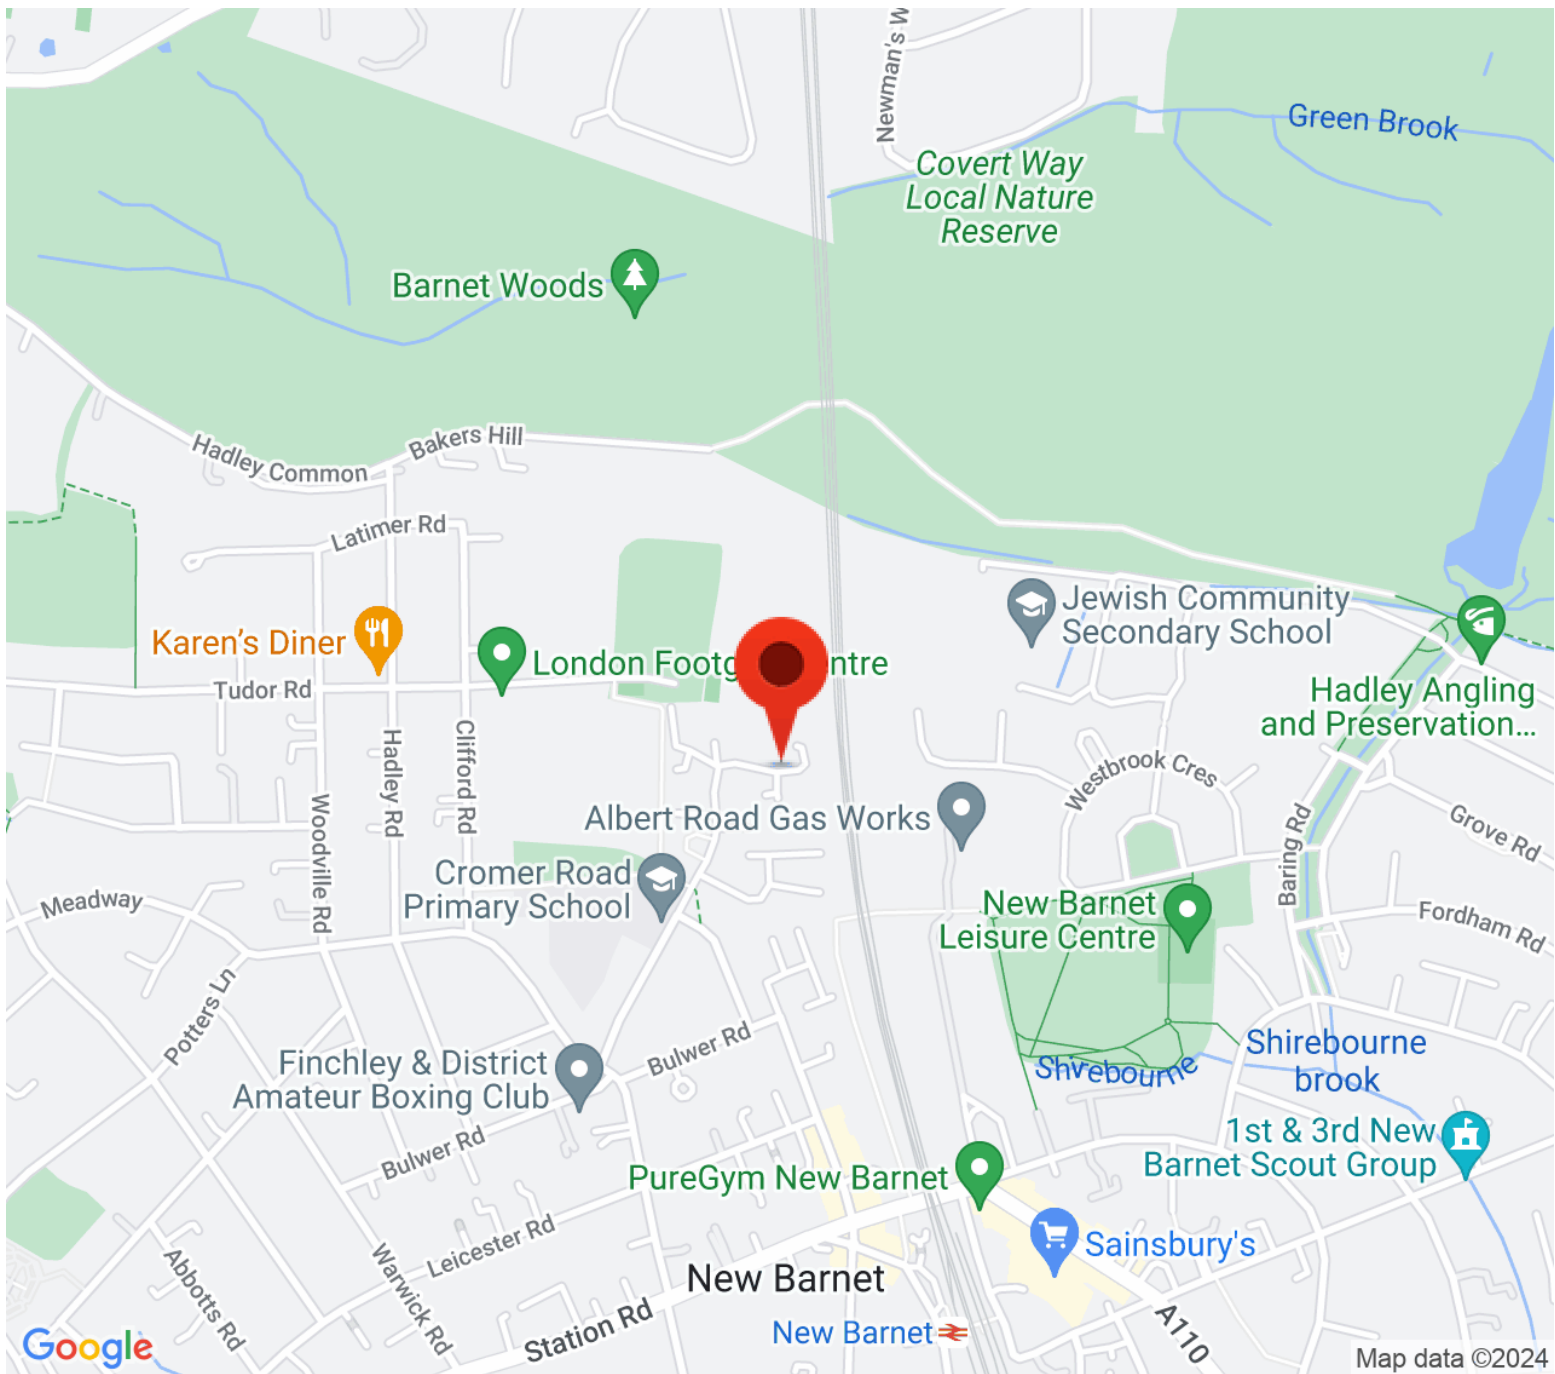 Newman's W
Green Brook
Covert Way
Local Nature
Reserve
Barnet Woods
Hadley Common
Bakers Hill
Latimer Rd
Jewish Community
Secondary School
Karen's Diner
London Footg
ntre
Tudor Rd
Hadley Angling
and Preservation...
Hadley Rd
Clifford Rd
Woodville Rd
Westbrook Cres
Albert Road Gas Works
Grove Rd
Baring Rd
Cromer Road
Primary School
Meadway
New Barnet
Leisure Centre
Fordham Rd
Potters Ln
Bulwer Rd
Finchley & District
Amateur Boxing Club
Shirebourne
Shirebourne
brook
Bulwer Rd
1st & 3rd New
Barnet Scout Group
PureGym New Barnet
Leicester Rd
Sainsbury's
Abbotts Rd
Warwick Rd
New Barnet
Station Rd
New Barnet
A110
Google
Map data ©2024